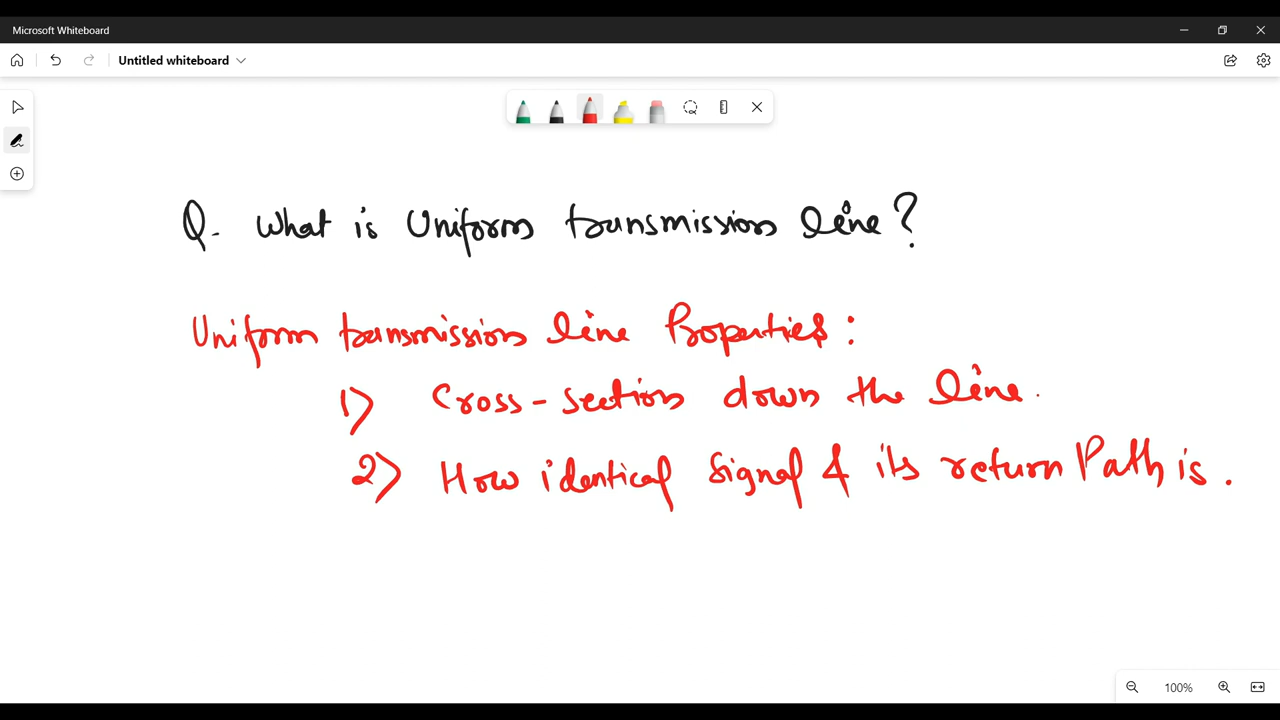 Microsoft Whiteboard
Untitled whiteboard
Q. What is Uniform transmission line?
Uniform transmission line Properties:
1) Cross-section down the line.
2) How identical signal & its return Path is.
100%